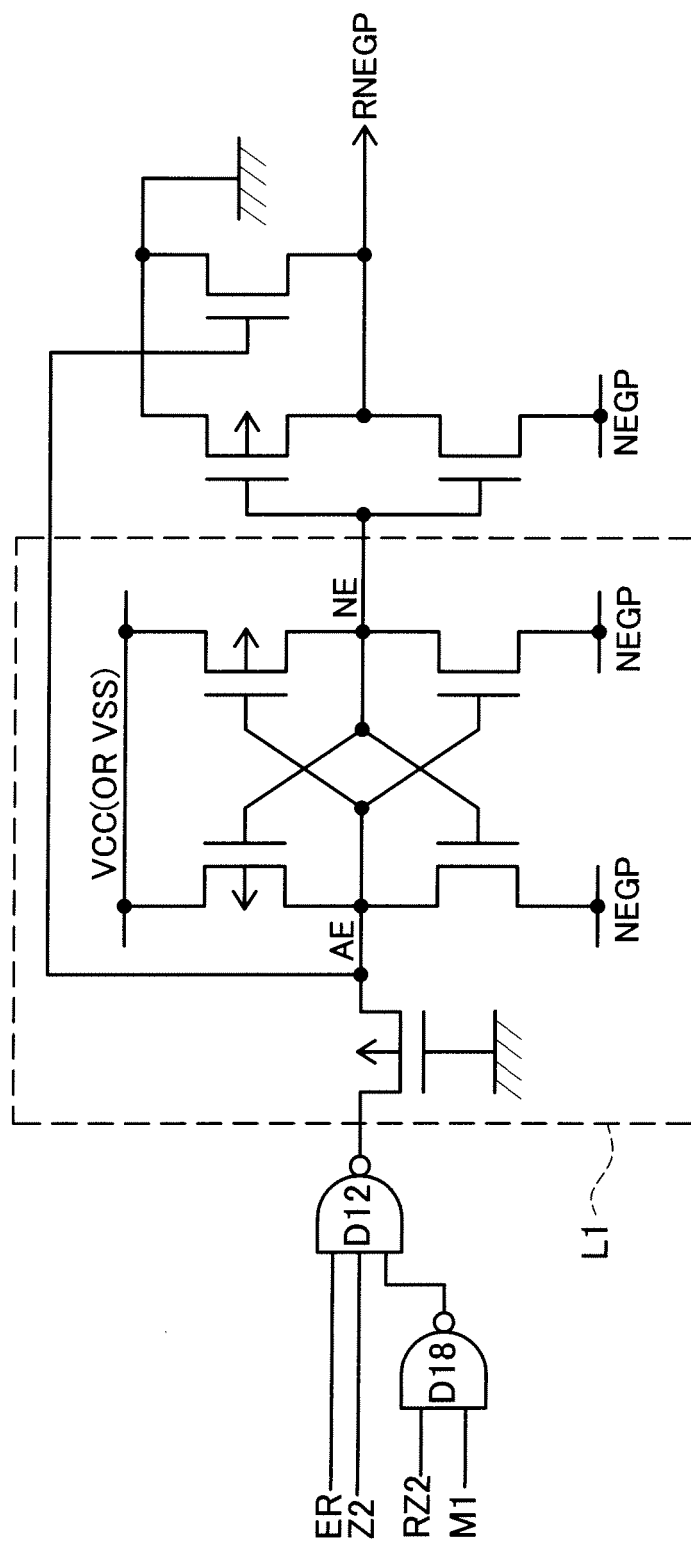 ER
Z2
RZ2
M1
D18
D12
L1
AE
VCC(OR VSS)
NE
NEGP
NEGP
NEGP
RNEGP